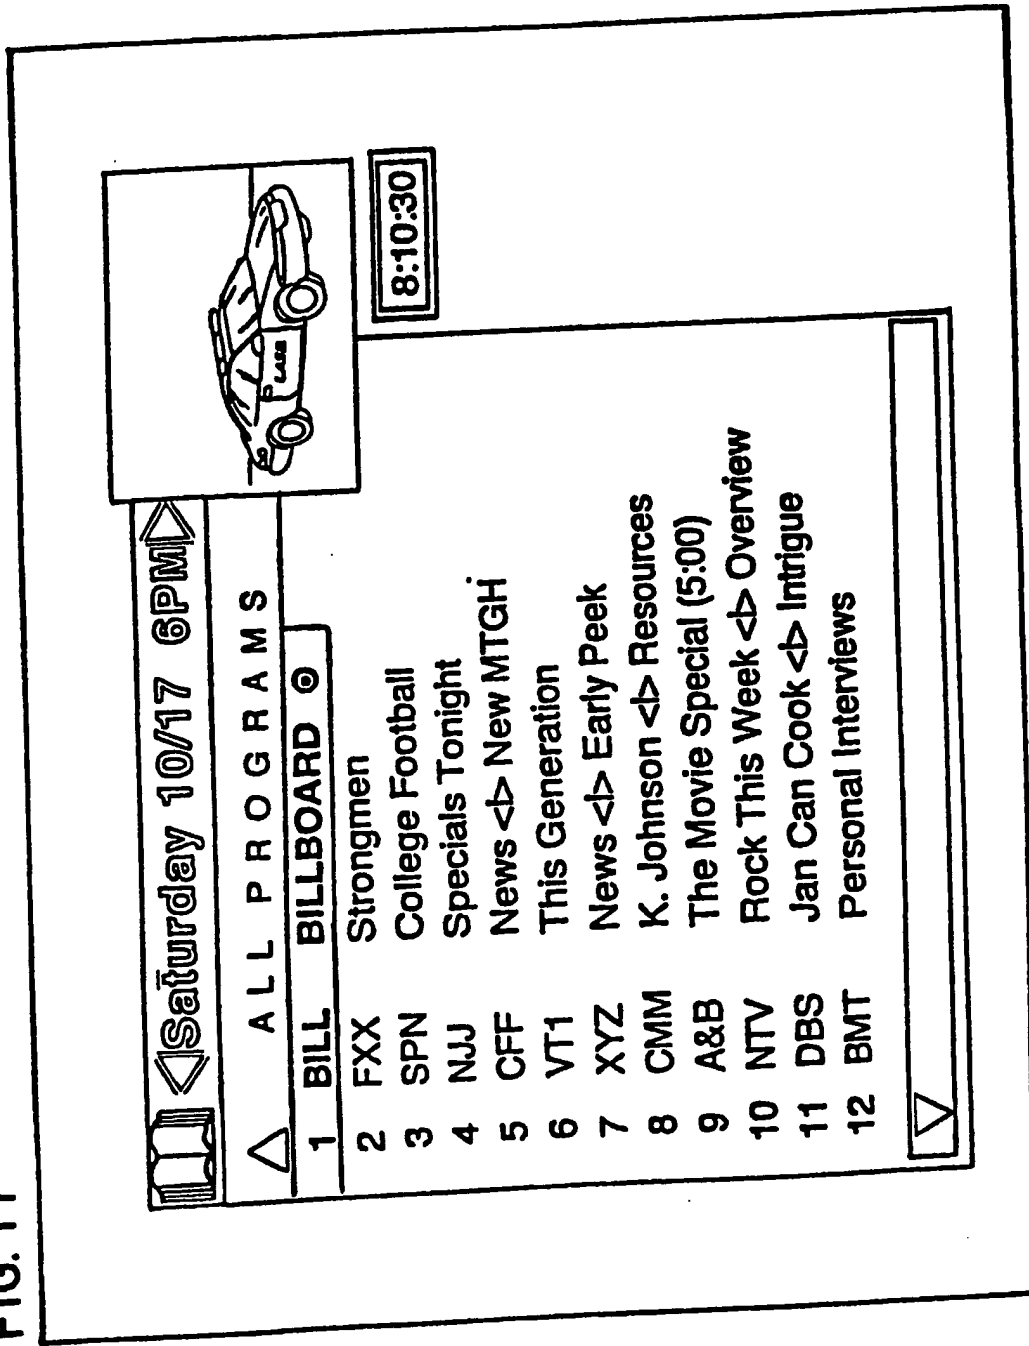 FIG. 11
Saturday 10/17 6PM
ALL PROGRAMS
1 BILL BILLBOARD
2 FXX Strongmen
3 SPN College Football
4 NJJ Specials Tonight
5 CFF News <I> New MTGH
6 VT1 This Generation
7 XYZ News <I> Early Peek
8 CMM K. Johnson <I> Resources
9 A&B The Movie Special (5:00)
10 NTV Rock This Week <I> Overview
11 DBS Jan Can Cook <I> Intrigue
12 BMT Personal Interviews
8:10:30